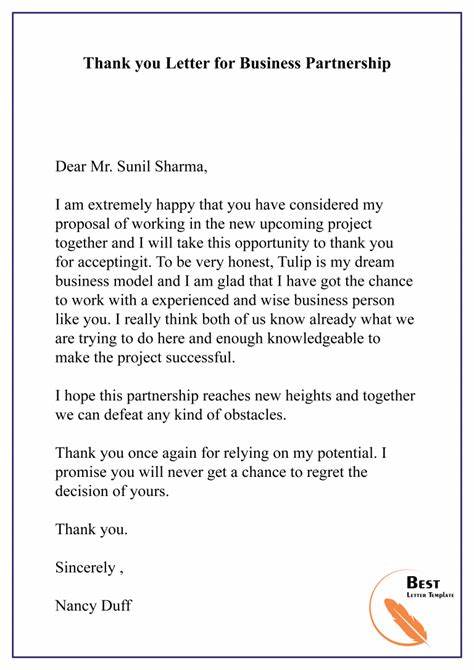 Thank you Letter for Business Partnership
Dear Mr. Sunil Sharma,
I am extremely happy that you have considered my
proposal of working in the new upcoming project
together and I will take this opportunity to thank you
for acceptingit. To be very honest, Tulip is my dream
business model and I am glad that I have got the chance
to work with a experienced and wise business person
like you. I really think both of us know already what we
are trying to do here and enough knowledgeable to
make the project successful.
I hope this partnership reaches new heights and together
we can defeat any kind of obstacles.
Thank you once again for relying on my potential. I
promise you will never get a chance to regret the
decision of yours.
Thank you.
Sincerely ,
Nancy Duff
Best
Letter Template